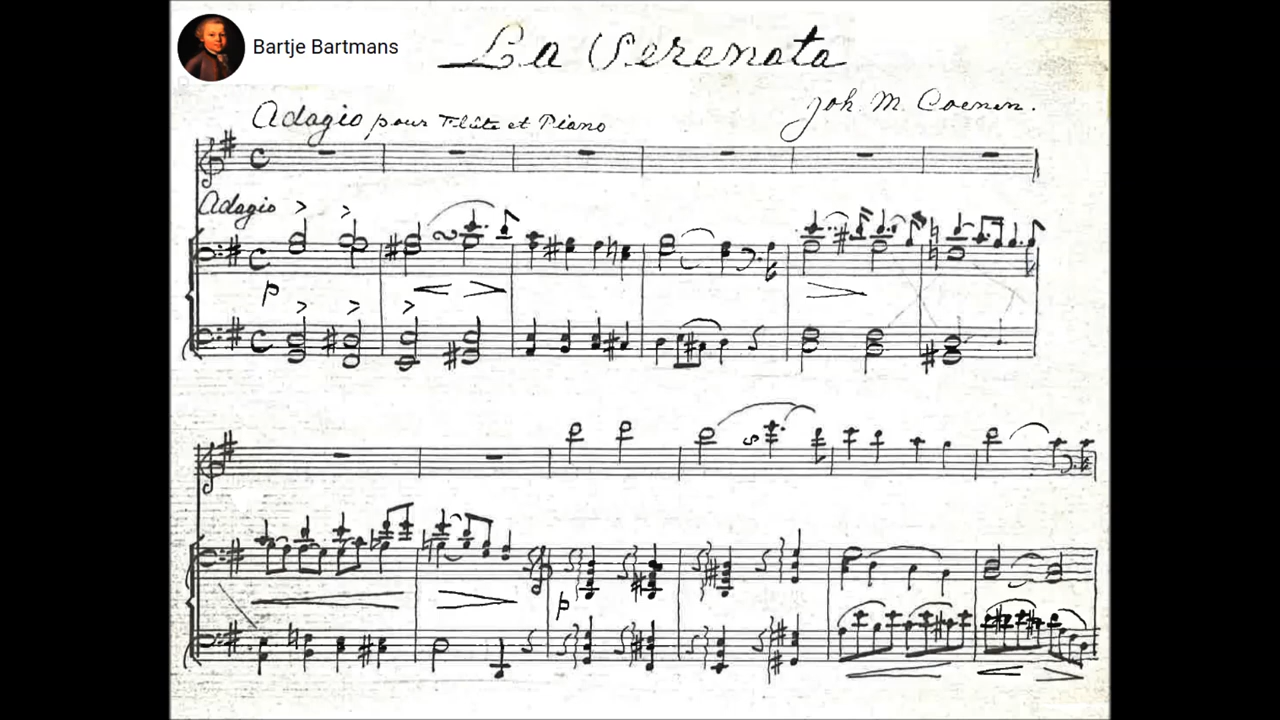 Bartje Bartmans
La Serenata
Joh. M. Coenen.
Adagio pour Flûte et Piano
Adagio
p
p